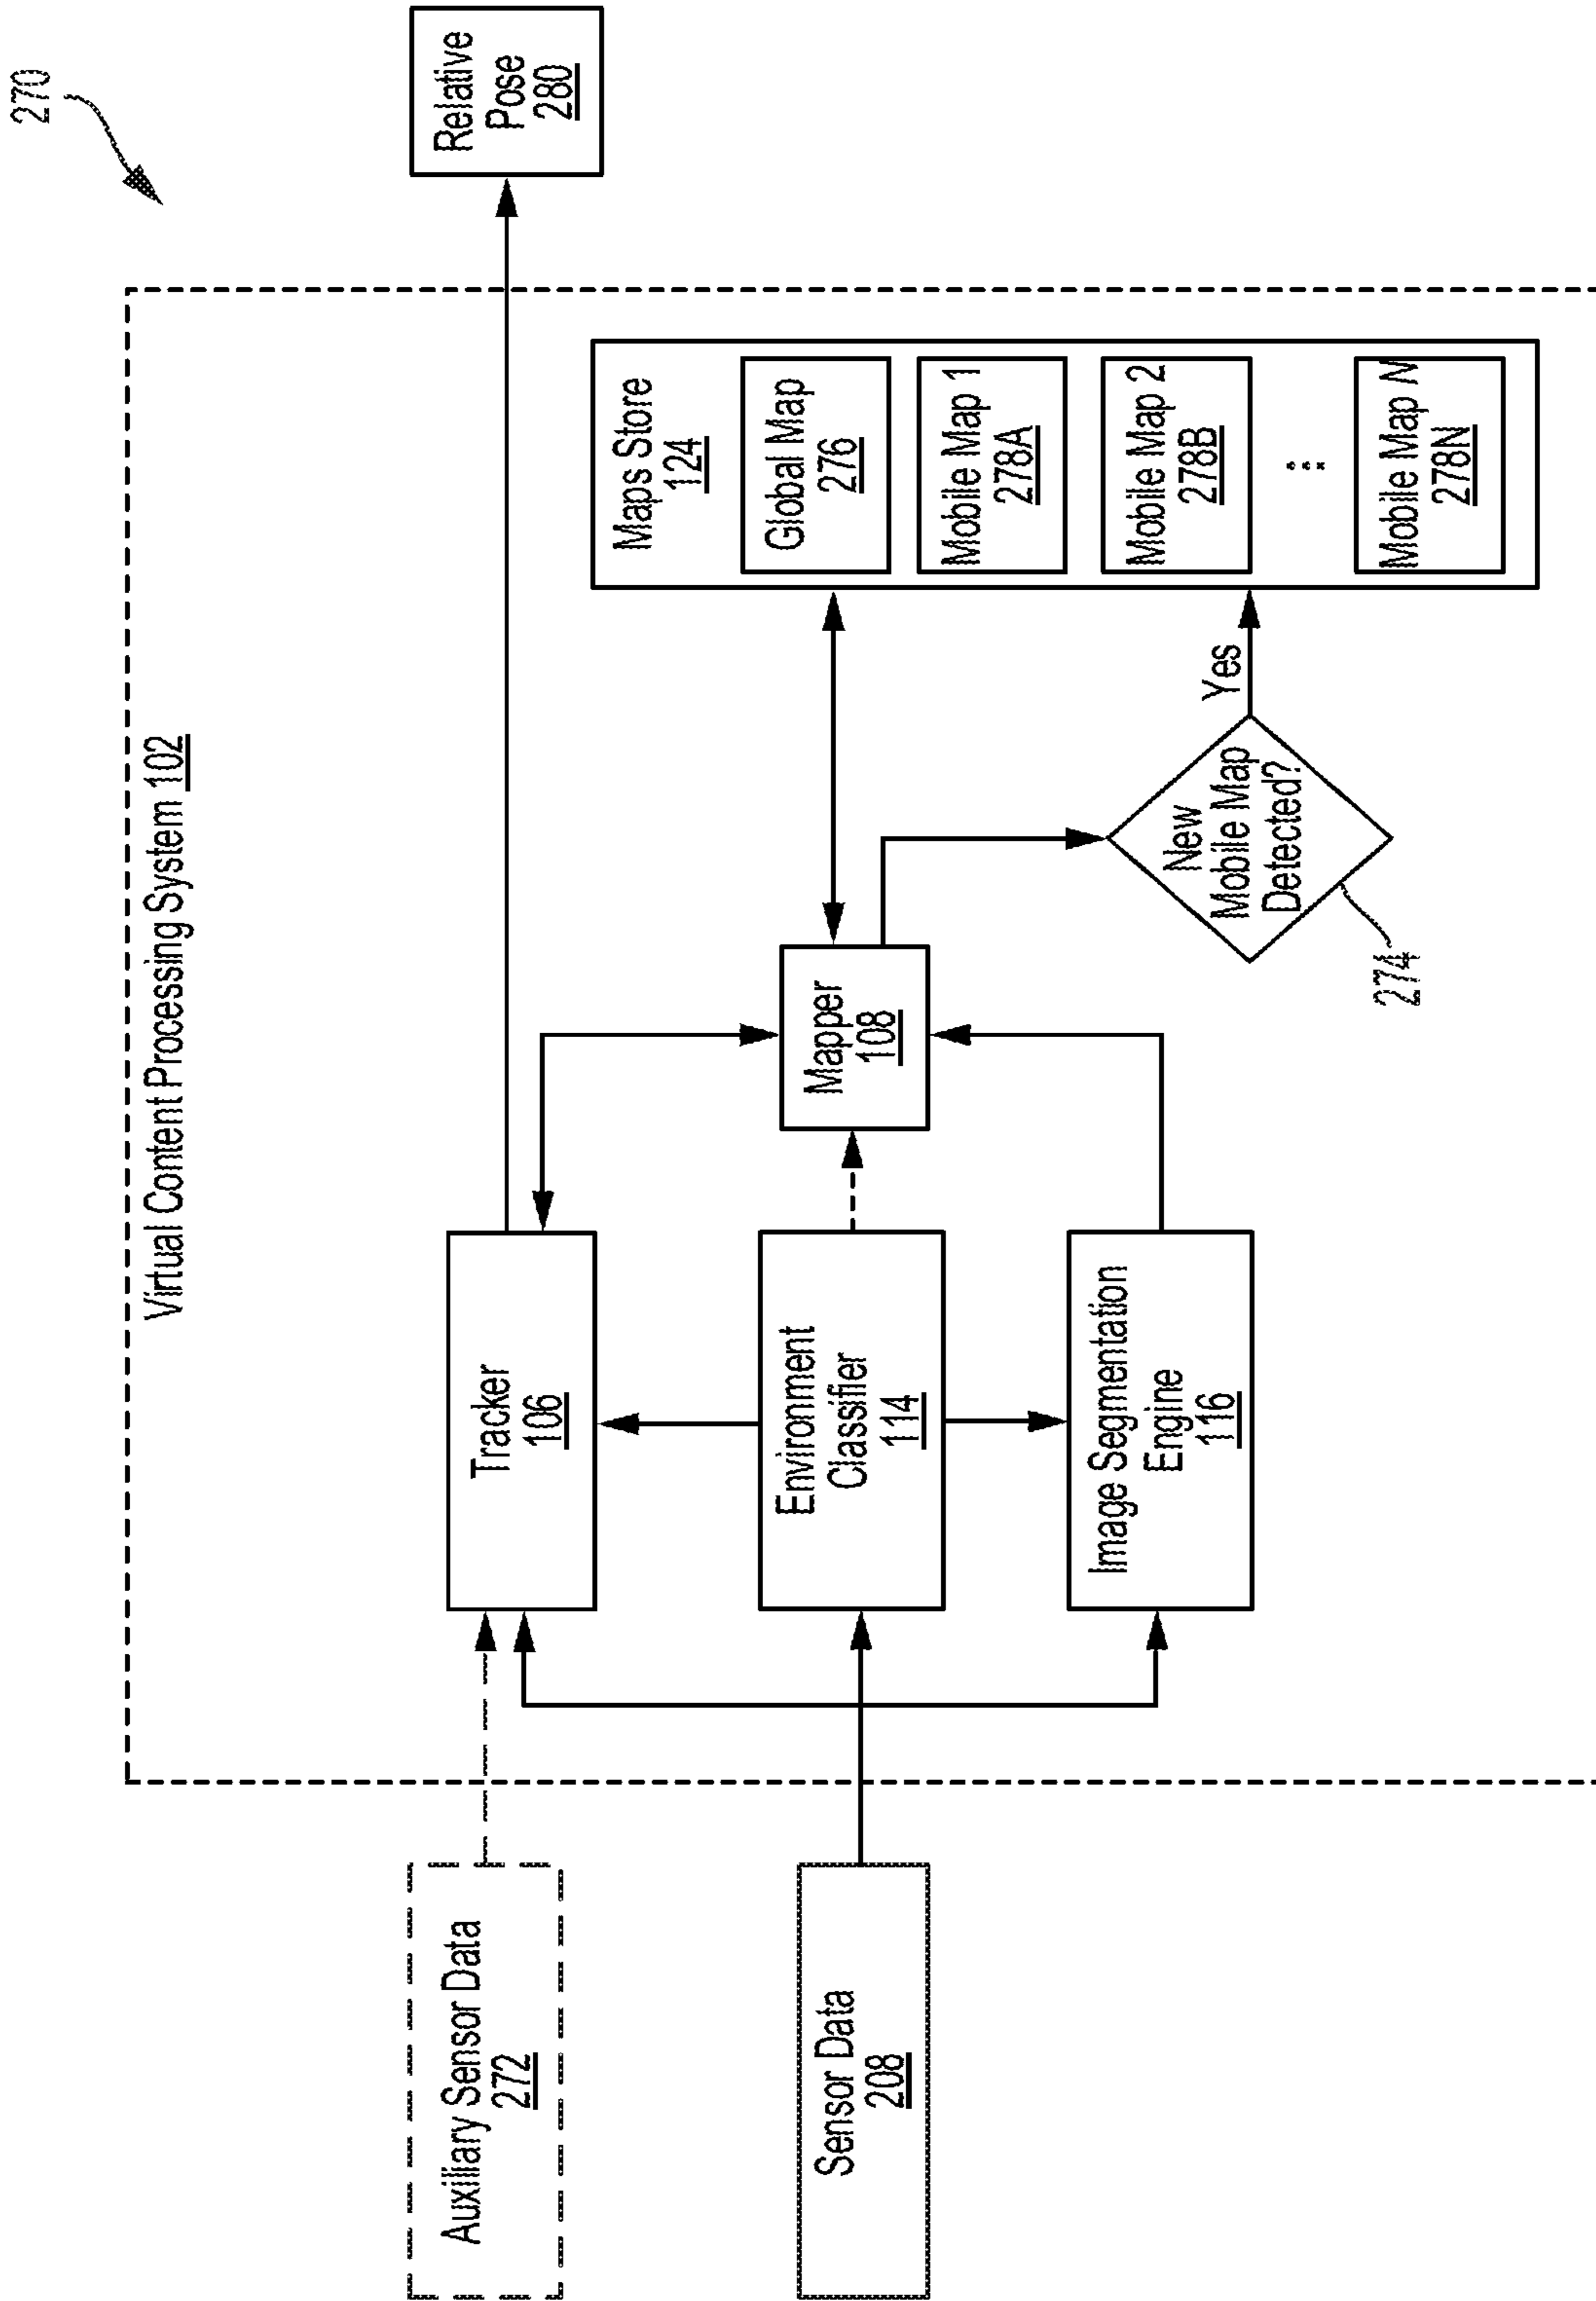 270
Virtual Content Processing System 102
Auxiliary Sensor Data
272
Sensor Data
208
Tracker
106
Environment
Classifier
114
Image Segmentation
Engine
116
Mapper
108
New
Mobile Map
Detected?
274
Yes
Maps Store
124
Global Map
276
Mobile Map 1
278A
Mobile Map 2
278B
Mobile Map N
278N
Relative
Pose
280